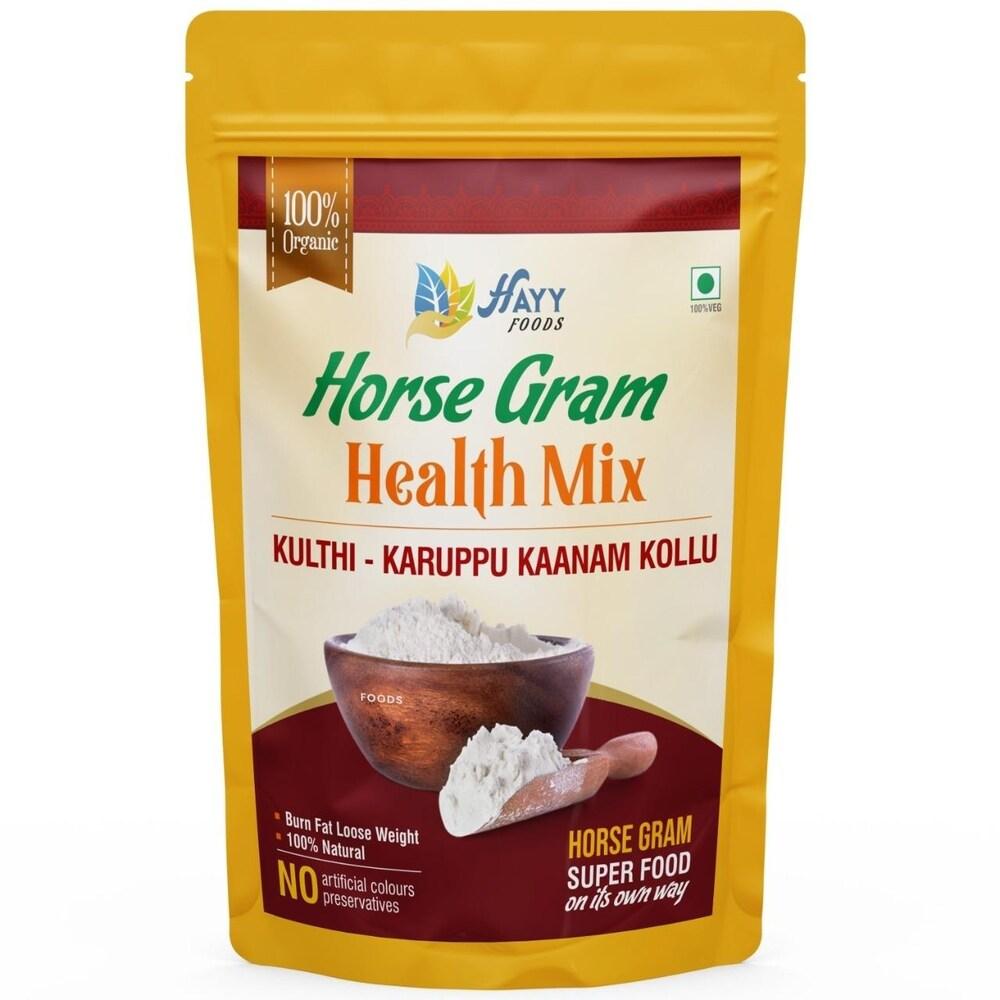 100%
Organic
HAYY
FOODS
100%VEG
Horse Gram
Health Mix
KULTHI - KARUPPU KAANAM KOLLU
FOODS
Burn Fat Loose Weight
100% Natural
NO artificial colours
preservatives
HORSE GRAM
SUPER FOOD
on its own way